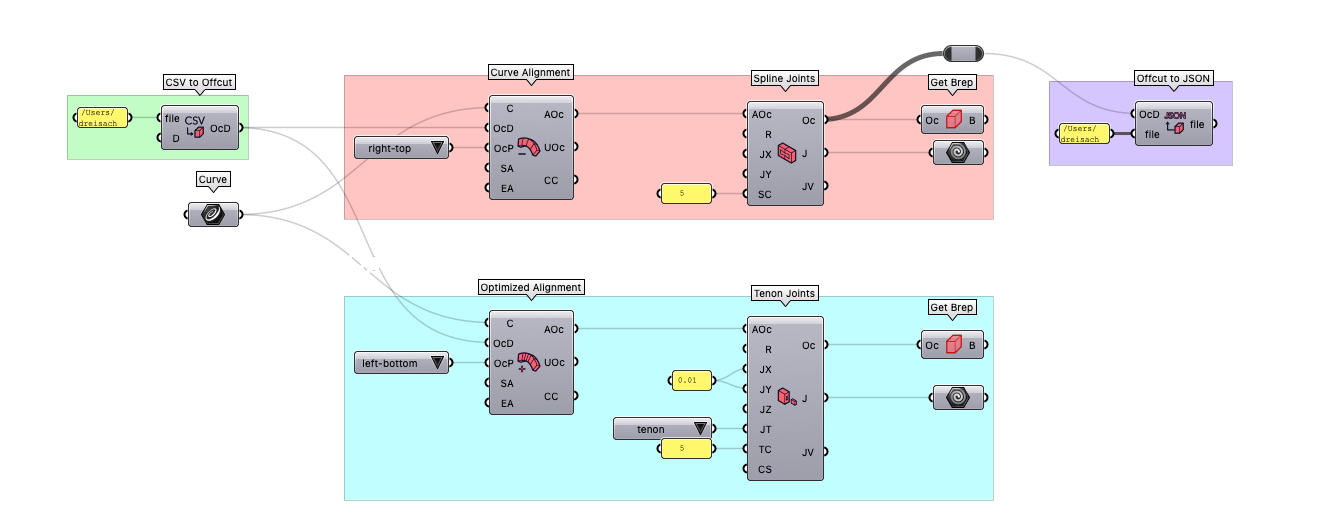 CSV to Offcut
/Users/
dreisach
file
D
CSV
OcD
Curve
Curve Alignment
C
OcD
OcP
SA
EA
AOc
UOc
CC
right-top
Spline Joints
AOc
R
JX
JY
SC
Oc
J
JV
5
Get Brep
Oc
B
Offcut to JSON
OcD
file
JSON
file
/Users/
dreisach
Optimized Alignment
C
OcD
OcP
SA
EA
AOc
UOc
CC
left-bottom
Tenon Joints
AOc
R
JX
JY
JZ
JT
TC
CS
Oc
J
JV
0.01
tenon
5
Get Brep
Oc
B